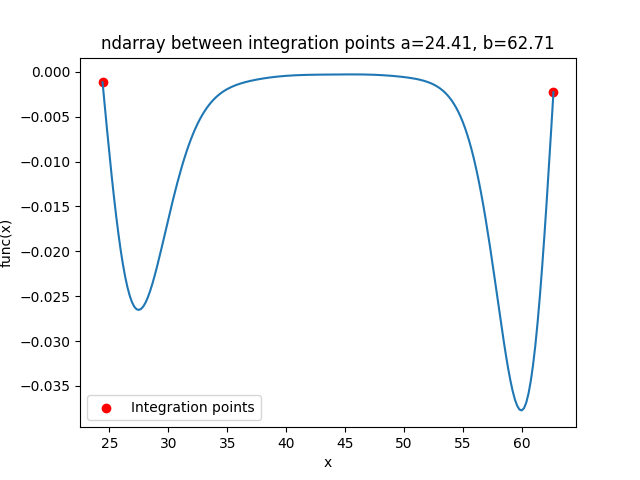 ndarray between integration points a=24.41, b=62.71
0.000
−0.005
−0.010
−0.015
−0.020
−0.025
−0.030
−0.035
func(x)
Integration points
25 30 35 40 45 50 55 60
x